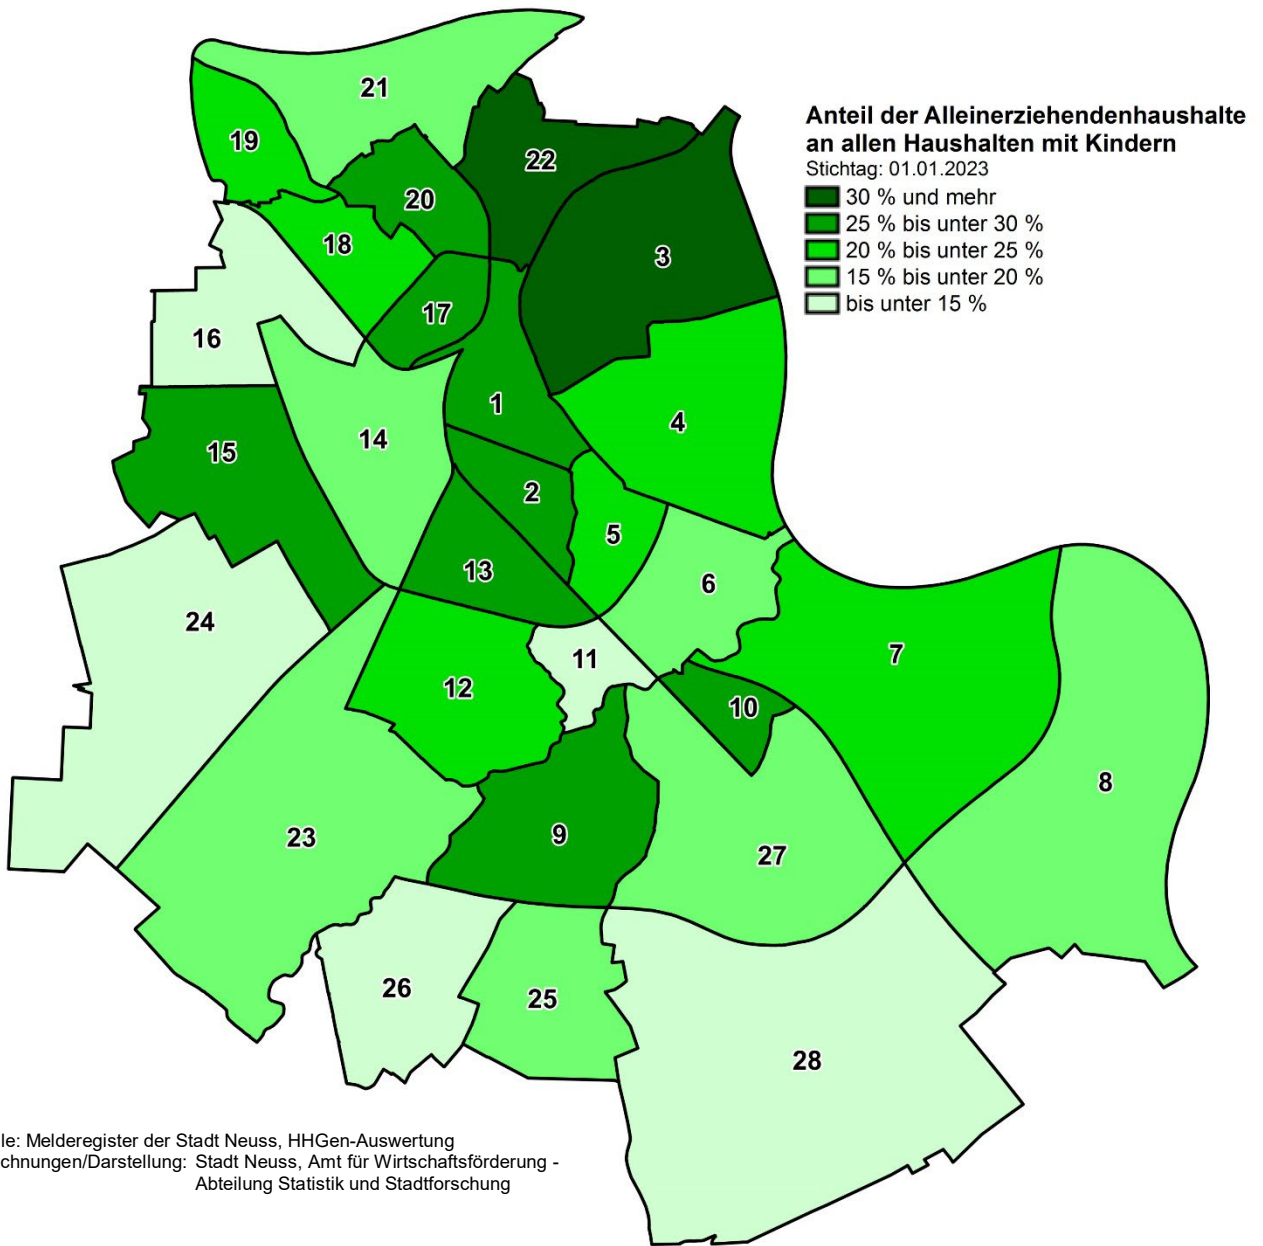 Anteil der Alleinerziehendenhaushalte
an allen Haushalten mit Kindern
Stichtag: 01.01.2023
30 % und mehr
25 % bis unter 30 %
20 % bis unter 25 %
15 % bis unter 20 %
bis unter 15 %
21
19
22
20
18
3
17
16
1
4
14
15
2
5
13
6
24
7
11
12
10
8
9
23
27
26
25
28
le: Melderegister der Stadt Neuss, HHGen-Auswertung
chnungen/Darstellung: Stadt Neuss, Amt für Wirtschaftsförderung -
Abteilung Statistik und Stadtforschung